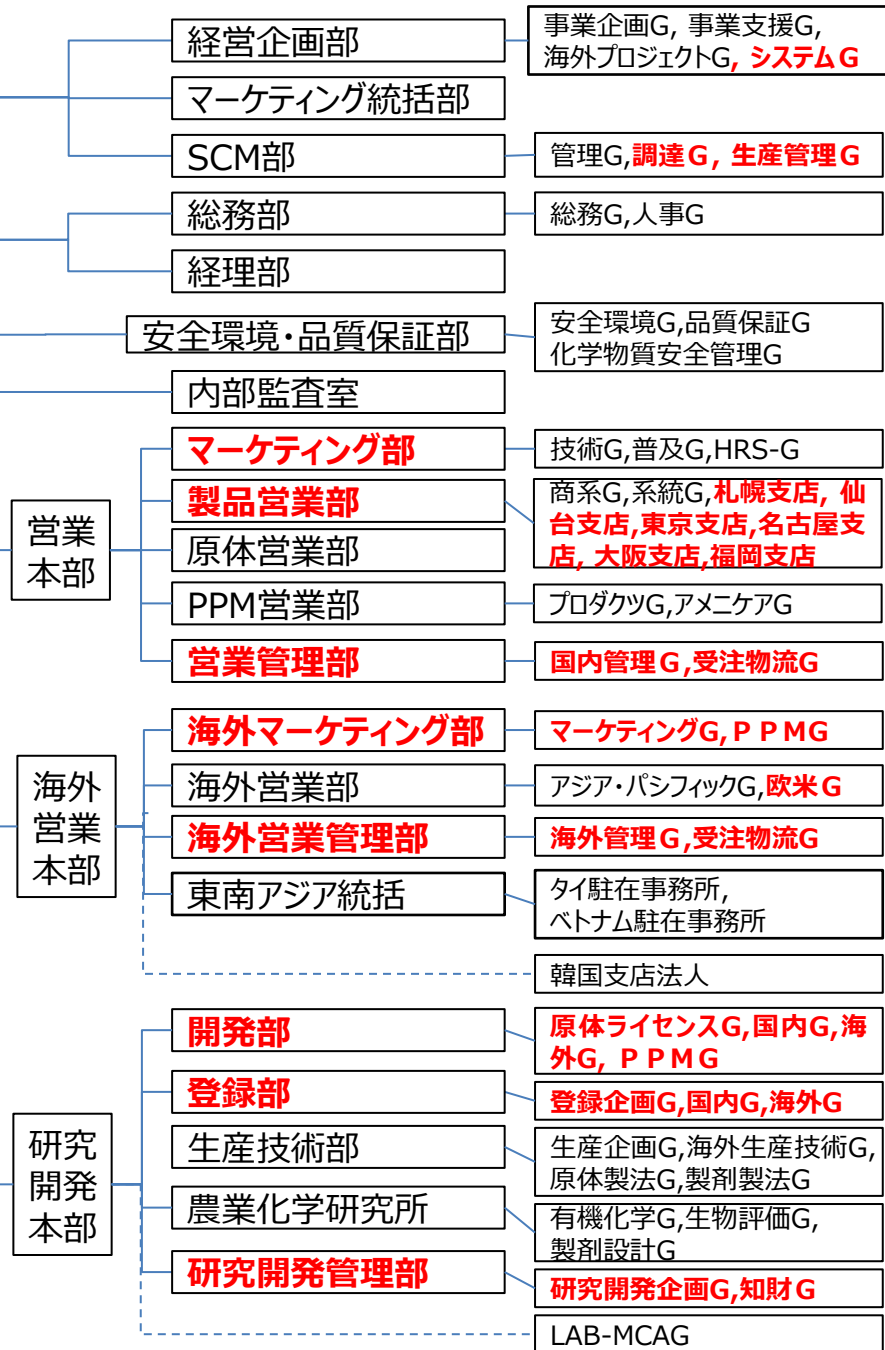 経営企画部
事業企画G, 事業支援G,
海外プロジェクトG, システムG
マーケティング統括部
SCM部
管理G,調達G, 生産管理G
総務部
総務G,人事G
経理部
安全環境・品質保証部
安全環境G,品質保証G
化学物質安全管理G
内部監査室
営業
本部
マーケティング部
技術G,普及G,HRS-G
製品営業部
商系G,系統G,札幌支店, 仙
台支店,東京支店,名古屋支
店, 大阪支店,福岡支店
原体営業部
PPM営業部
プロダクツG,アメニケアG
営業管理部
国内管理G,受注物流G
海外
営業
本部
海外マーケティング部
マーケティングG,PPMG
海外営業部
アジア・パシフィックG,欧米G
海外営業管理部
海外管理G,受注物流G
東南アジア統括
タイ駐在事務所,
ベトナム駐在事務所
韓国支店法人
研究
開発
本部
開発部
原体ライセンスG,国内G,海
外G, PPMG
登録部
登録企画G,国内G,海外G
生産技術部
生産企画G,海外生産技術G,
原体製法G,製剤製法G
農業化学研究所
有機化学G,生物評価G,
製剤設計G
研究開発管理部
研究開発企画G,知財G
LAB-MCAG